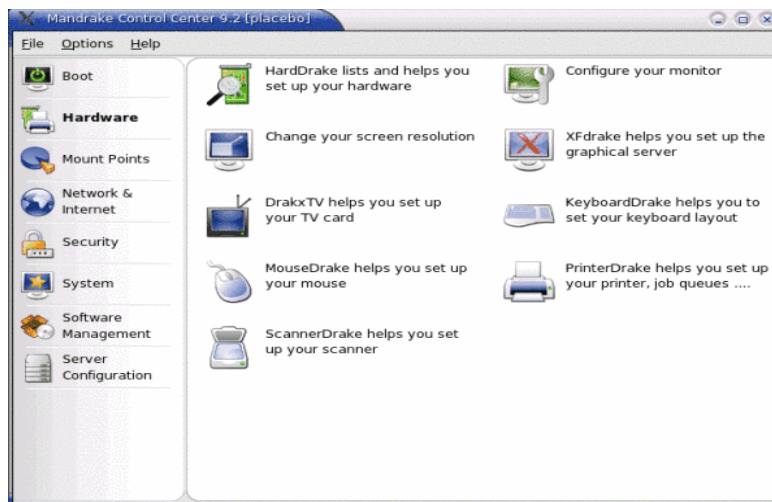 Mandrake Control Center 9.2 [placebo]
File Options Help
Boot
Hardware
Mount Points
Network &
Internet
Security
System
Software
Management
Server
Configuration
HardDrake lists and helps you
set up your hardware
Configure your monitor
Change your screen resolution
XFdrake helps you set up the
graphical server
DrakxTV helps you set up
your TV card
KeyboardDrake helps you to
set your keyboard layout
MouseDrake helps you set up
your mouse
PrinterDrake helps you set up
your printer, job queues ....
ScannerDrake helps you set
up your scanner